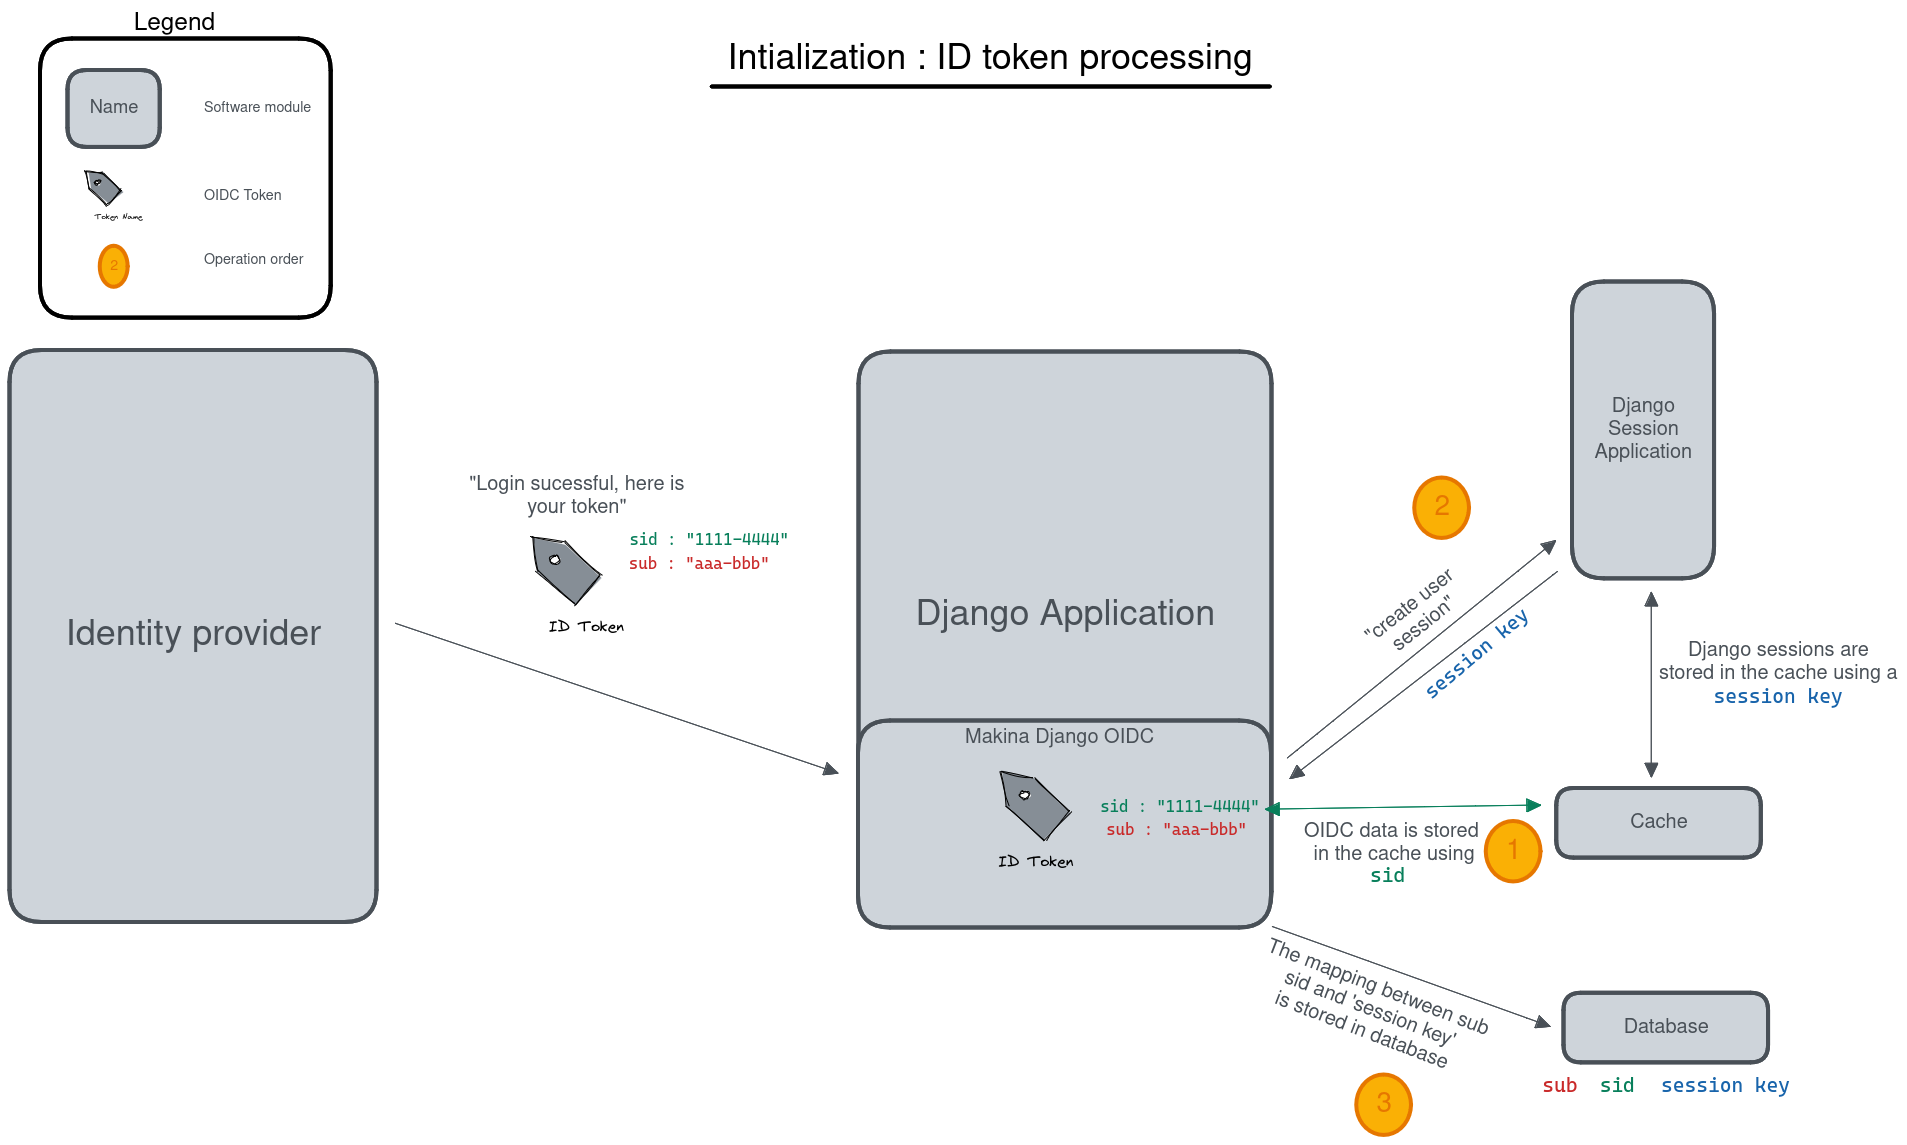 Legend
Name
Software module
Token Name
OIDC Token
2
Operation order
Intialization : ID token processing
Identity provider
"Login sucessful, here is
your token"
sid : "1111-4444"
sub : "aaa-bbb"
ID Token
Django Application
Makina Django OIDC
sid : "1111-4444"
sub : "aaa-bbb"
ID Token
Django
Session
Application
2
"create user
session"
session key
Django sessions are
stored in the cache using a
session key
Cache
OIDC data is stored
in the cache using
sid
1
The mapping between sub
sid and 'session key'
is stored in database
3
Database
sub sid session key